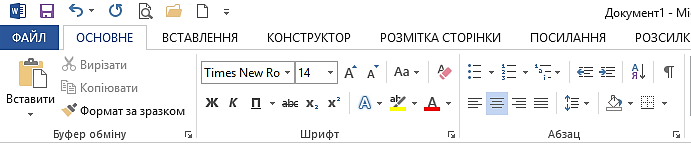 Документ1 - Mi
ФАЙЛ ОСНОВНЕ ВСТАВЛЕННЯ КОНСТРУКТОР РОЗМІТКА СТОРІНКИ ПОСИЛАННЯ РОЗСИЛК
Вирізати
Копіювати
Формат за зразком
Вставити
Буфер обміну
Times New Ro 14 Aa
Ж К П abc x₂ x² A ab A
Шрифт
Абзац